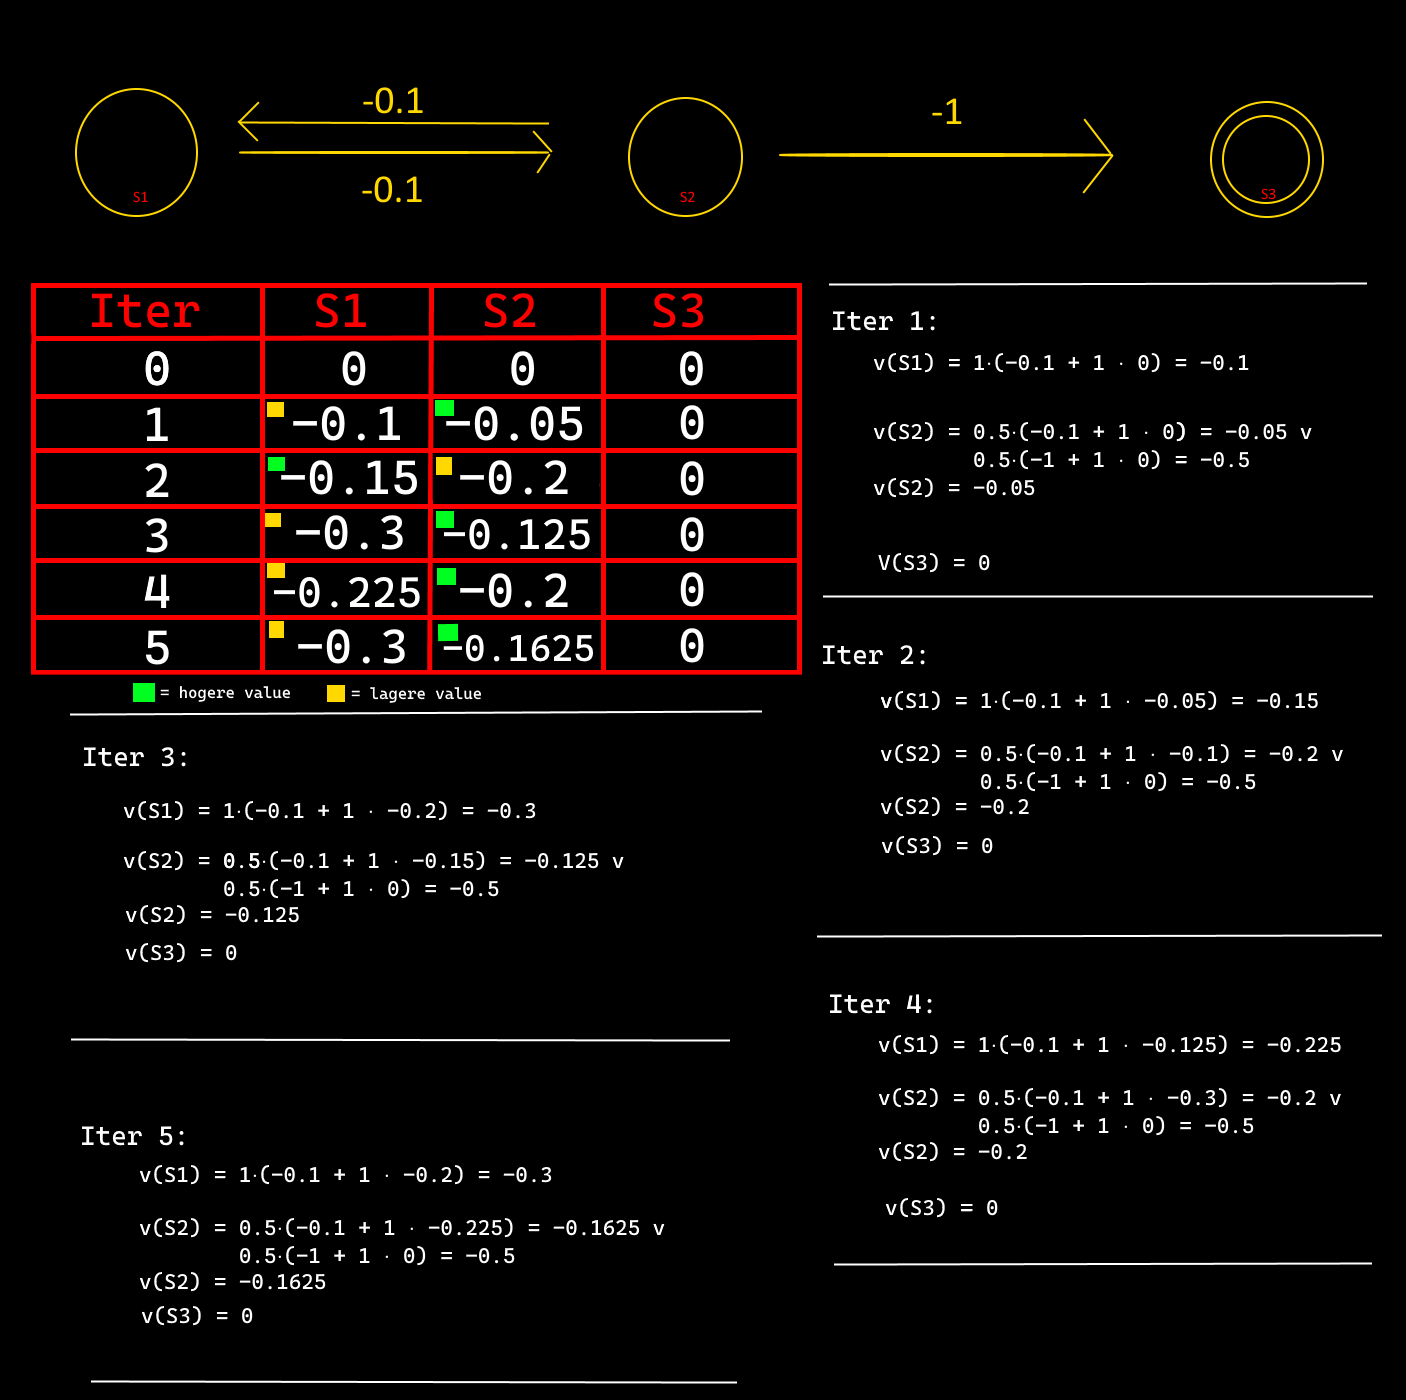 -0.1
-1
-0.1
S1
S2
S3
Iter S1 S2 S3
0 0 0 0
1 −0.1 −0.05 0
2 −0.15 −0.2 0
3 −0.3 −0.125 0
4 −0.225 −0.2 0
5 −0.3 −0.1625 0
= hogere value = lagere value
Iter 1:
v(S1) = 1·(−0.1 + 1 · 0) = −0.1
v(S2) = 0.5·(−0.1 + 1 · 0) = −0.05 v
0.5·(−1 + 1 · 0) = −0.5
v(S2) = −0.05
V(S3) = 0
Iter 2:
v(S1) = 1·(−0.1 + 1 · −0.05) = −0.15
v(S2) = 0.5·(−0.1 + 1 · −0.1) = −0.2 v
0.5·(−1 + 1 · 0) = −0.5
v(S2) = −0.2
v(S3) = 0
Iter 3:
v(S1) = 1·(−0.1 + 1 · −0.2) = −0.3
v(S2) = 0.5·(−0.1 + 1 · −0.15) = −0.125 v
0.5·(−1 + 1 · 0) = −0.5
v(S2) = −0.125
v(S3) = 0
Iter 4:
v(S1) = 1·(−0.1 + 1 · −0.125) = −0.225
v(S2) = 0.5·(−0.1 + 1 · −0.3) = −0.2 v
0.5·(−1 + 1 · 0) = −0.5
v(S2) = −0.2
v(S3) = 0
Iter 5:
v(S1) = 1·(−0.1 + 1 · −0.2) = −0.3
v(S2) = 0.5·(−0.1 + 1 · −0.225) = −0.1625 v
0.5·(−1 + 1 · 0) = −0.5
v(S2) = −0.1625
v(S3) = 0